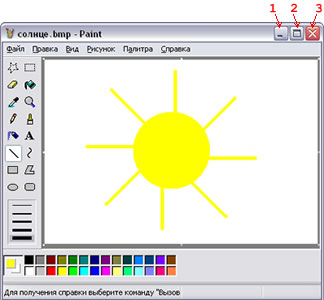 1 2 3
солнце.bmp - Paint
Файл Правка Вид Рисунок Палитра Справка
A
Для получения справки выберите команду "Вызов